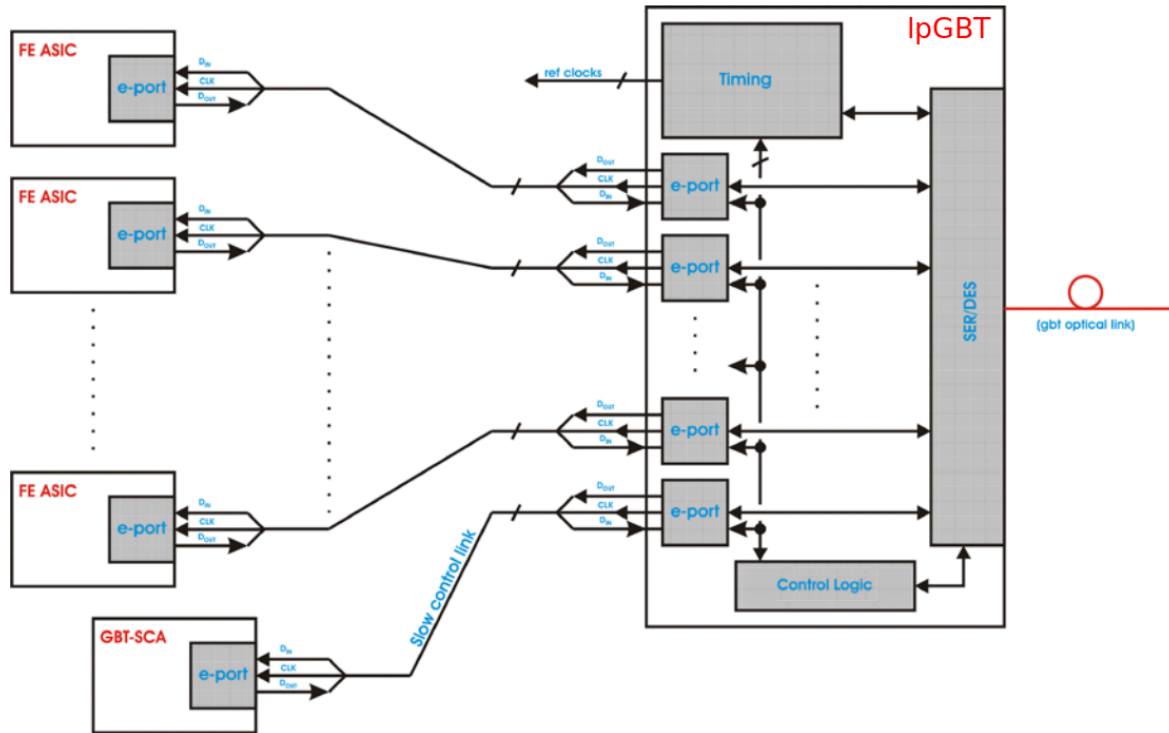 lpGBT
FE ASIC
e-port
DIN
CLK
DOUT
ref clocks
Timing
DOUT
CLK
DIN
e-port
FE ASIC
e-port
DIN
CLK
DOUT
DOUT
CLK
DIN
e-port
SER/DES
(gbt optical link)
DOUT
CLK
DIN
e-port
FE ASIC
e-port
DIN
CLK
DOUT
DOUT
CLK
DIN
e-port
Slow control link
Control Logic
GBT-SCA
e-port
DIN
CLK
DOUT